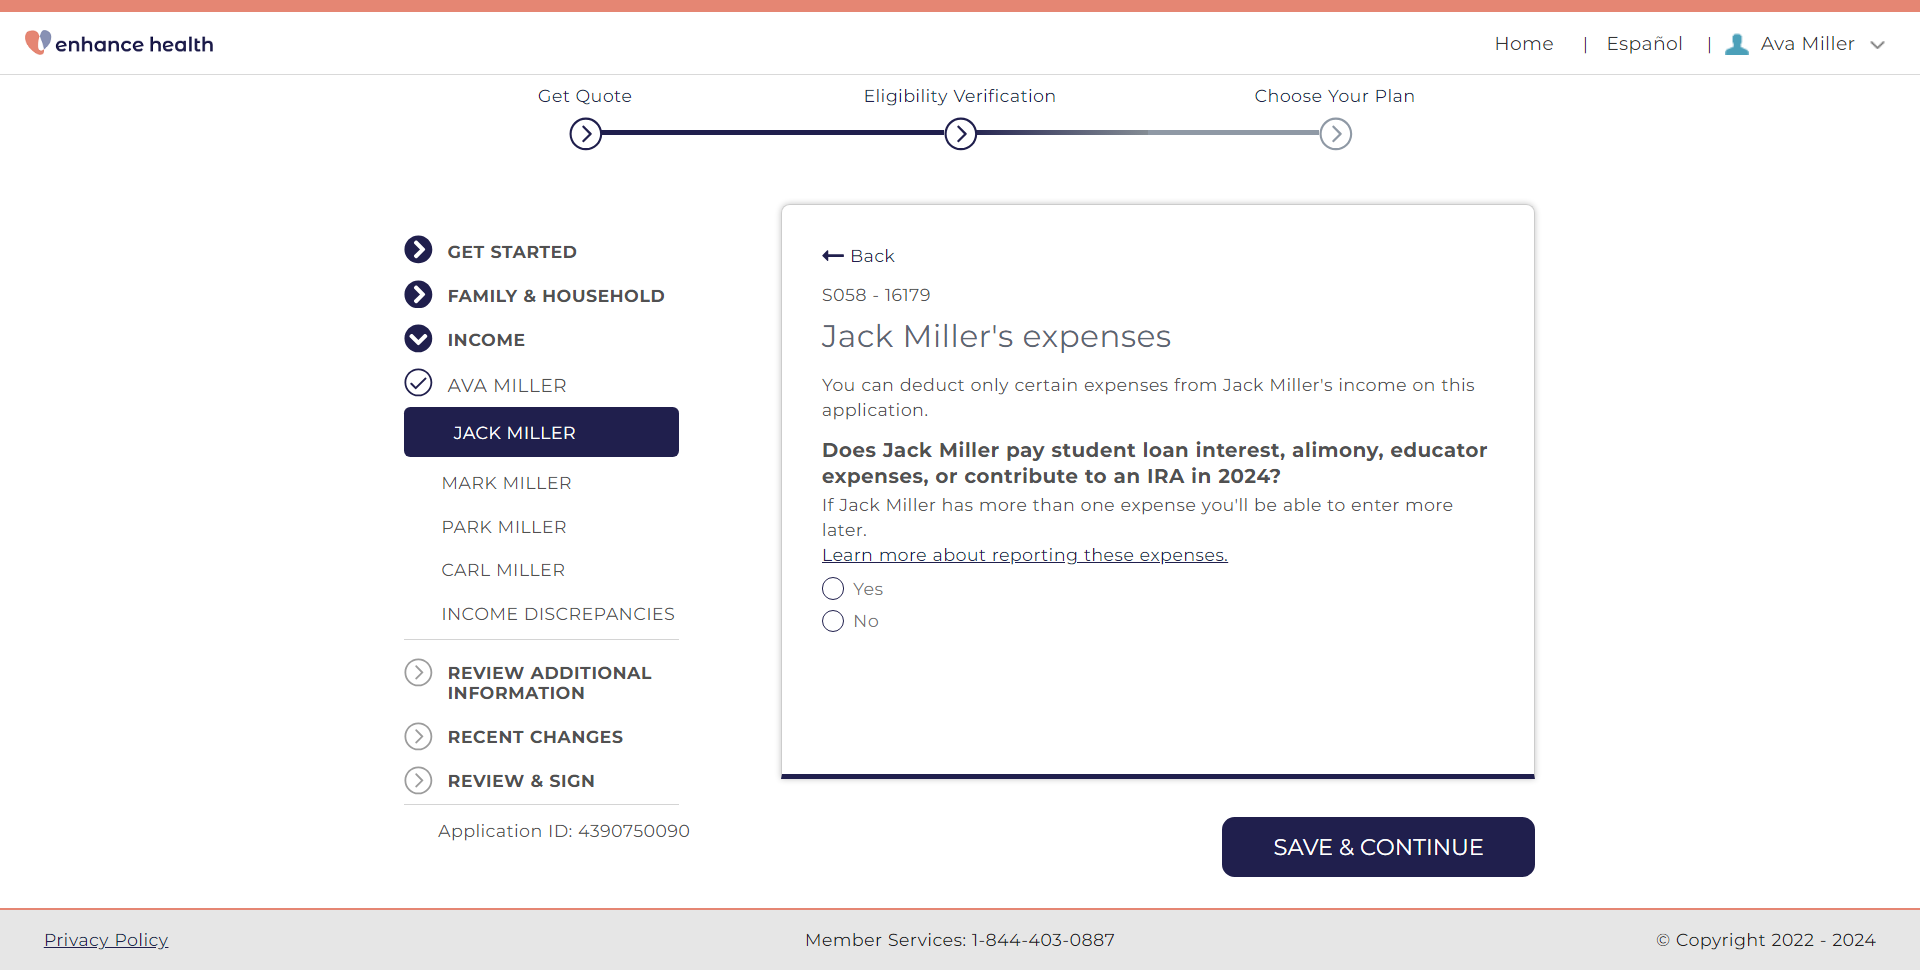 enhance health
Home | Español | Ava Miller
Get Quote
Eligibility Verification
Choose Your Plan
GET STARTED
FAMILY & HOUSEHOLD
INCOME
AVA MILLER
JACK MILLER
MARK MILLER
PARK MILLER
CARL MILLER
INCOME DISCREPANCIES
REVIEW ADDITIONAL
INFORMATION
RECENT CHANGES
REVIEW & SIGN
Application ID: 4390750090
Back
S058 - 16179
Jack Miller's expenses
You can deduct only certain expenses from Jack Miller's income on this
application.
Does Jack Miller pay student loan interest, alimony, educator
expenses, or contribute to an IRA in 2024?
If Jack Miller has more than one expense you'll be able to enter more
later.
Learn more about reporting these expenses.
Yes
No
SAVE & CONTINUE
Privacy Policy
Member Services: 1-844-403-0887
© Copyright 2022 - 2024